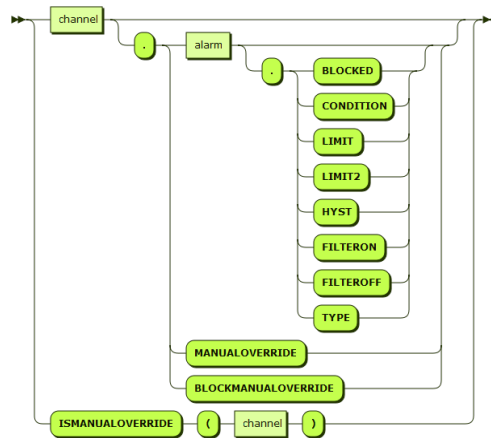 channel
. alarm
. BLOCKED
CONDITION
LIMIT
LIMIT2
HYST
FILTERON
FILTEROFF
TYPE
MANUALOVERRIDE
BLOCKMANUALOVERRIDE
ISMANUALOVERRIDE ( channel )